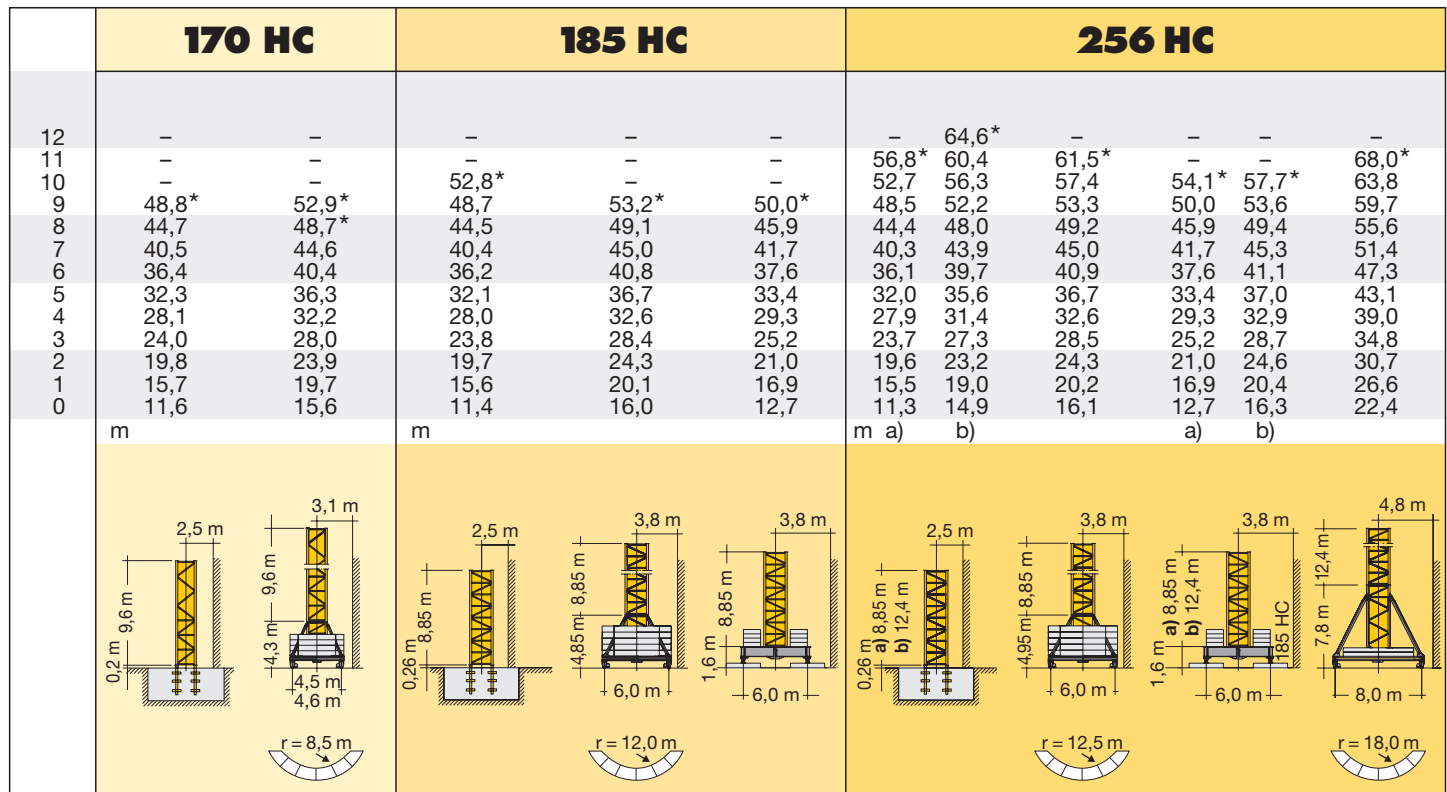 170 HC 185 HC 256 HC
12 – – – – – – 64,6* – – – –
11 – – – – – 56,8* 60,4 61,5* – – 68,0*
10 – – 52,8* – – 52,7 56,3 57,4 54,1* 57,7* 63,8
9 48,8* 52,9* 48,7 53,2* 50,0* 48,5 52,2 53,3 50,0 53,6 59,7
8 44,7 48,7* 44,5 49,1 45,9 44,4 48,0 49,2 45,9 49,4 55,6
7 40,5 44,6 40,4 45,0 41,7 40,3 43,9 45,0 41,7 45,3 51,4
6 36,4 40,4 36,2 40,8 37,6 36,1 39,7 40,9 37,6 41,1 47,3
5 32,3 36,3 32,1 36,7 33,4 32,0 35,6 36,7 33,4 37,0 43,1
4 28,1 32,2 28,0 32,6 29,3 27,9 31,4 32,6 29,3 32,9 39,0
3 24,0 28,0 23,8 28,4 25,2 23,7 27,3 28,5 25,2 28,7 34,8
2 19,8 23,9 19,7 24,3 21,0 19,6 23,2 24,3 21,0 24,6 30,7
1 15,7 19,7 15,6 20,1 16,9 15,5 19,0 20,2 16,9 20,4 26,6
0 11,6 15,6 11,4 16,0 12,7 11,3 14,9 16,1 12,7 16,3 22,4
m m m a) b) a) b)
2,5 m
9,6 m
0,2 m
3,1 m
9,6 m
4,3 m
4,5 m
4,6 m
r = 8,5 m
2,5 m
8,85 m
0,26 m
3,8 m
8,85 m
4,85 m
6,0 m
r = 12,0 m
3,8 m
8,85 m
1,6 m
6,0 m
2,5 m
a) 8,85 m
b) 12,4 m
0,26 m
3,8 m
8,85 m
4,95 m
6,0 m
r = 12,5 m
3,8 m
a) 8,85 m
b) 12,4 m
1,6 m
185 HC
6,0 m
4,8 m
12,4 m
7,8 m
8,0 m
r = 18,0 m